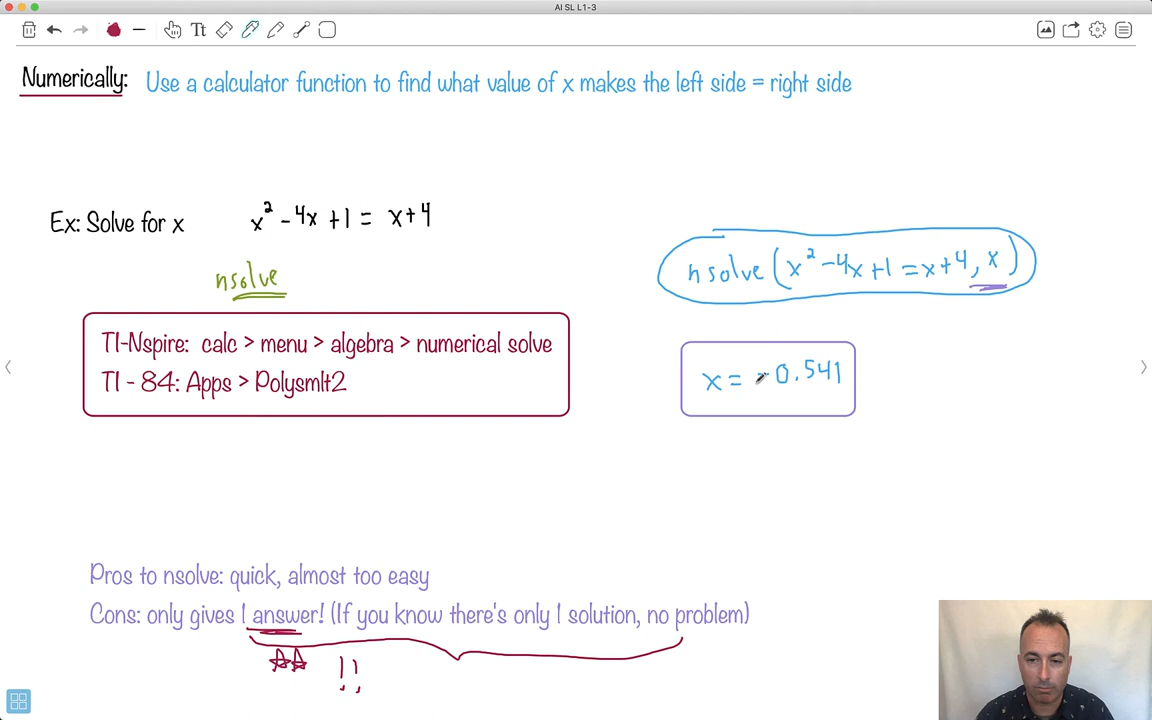 AI SL L1-3
Tt
Numerically: Use a calculator function to find what value of x makes the left side = right side
Ex: Solve for x x² - 4x + 1 = x + 4
nsolve
nsolve (x² - 4x + 1 = x + 4, x)
TI-Nspire: calc > menu > algebra > numerical solve
TI - 84: Apps > Polysmlt2
x = -0.541
Pros to nsolve: quick, almost too easy
Cons: only gives 1 answer! (If you know there's only 1 solution, no problem)
!!